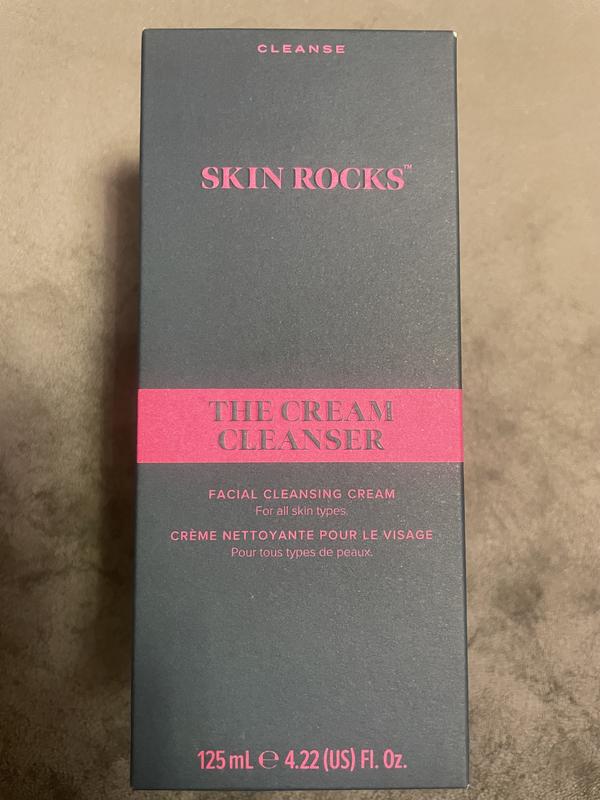 CLEANSE
SKIN ROCKS™
THE CREAM
CLEANSER
FACIAL CLEANSING CREAM
For all skin types.
CRÈME NETTOYANTE POUR LE VISAGE
Pour tous types de peaux.
125 mL ℮ 4.22 (US) Fl. Oz.